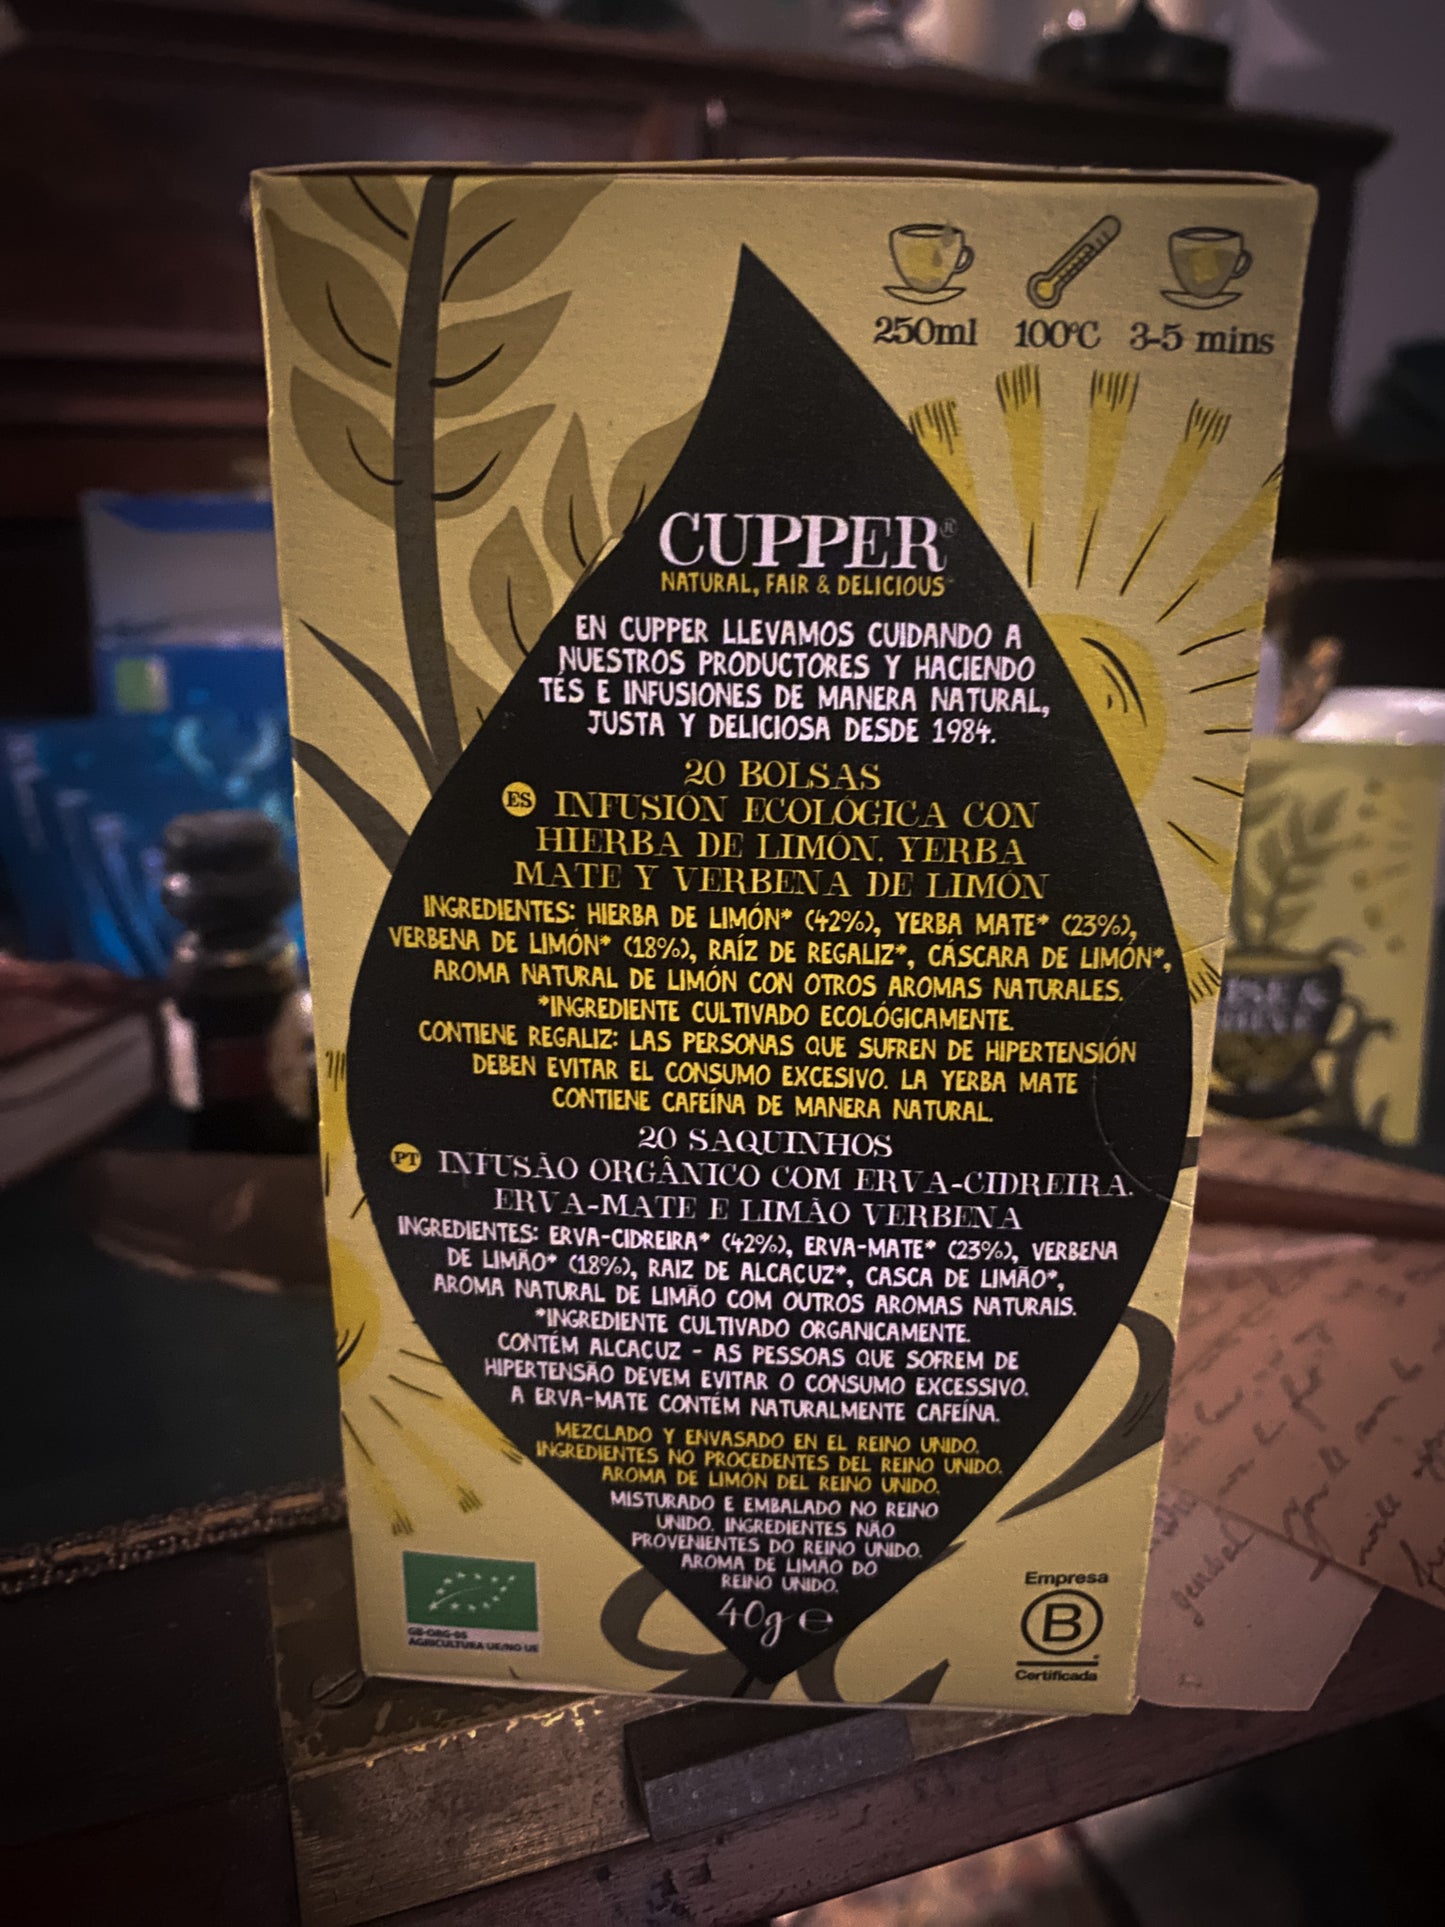 250ml 100°C 3-5 mins
CUPPER®
NATURAL, FAIR & DELICIOUS™
EN CUPPER LLEVAMOS CUIDANDO A
NUESTROS PRODUCTORES Y HACIENDO
TÉS E INFUSIONES DE MANERA NATURAL,
JUSTA Y DELICIOSA DESDE 1984.
20 BOLSAS
ES INFUSIÓN ECOLÓGICA CON
HIERBA DE LIMÓN, YERBA
MATE Y VERBENA DE LIMÓN
INGREDIENTES: HIERBA DE LIMÓN* (42%), YERBA MATE* (23%),
VERBENA DE LIMÓN* (18%), RAÍZ DE REGALIZ*, CÁSCARA DE LIMÓN*,
AROMA NATURAL DE LIMÓN CON OTROS AROMAS NATURALES.
*INGREDIENTE CULTIVADO ECOLÓGICAMENTE.
CONTIENE REGALIZ: LAS PERSONAS QUE SUFREN DE HIPERTENSIÓN
DEBEN EVITAR EL CONSUMO EXCESIVO. LA YERBA MATE
CONTIENE CAFEÍNA DE MANERA NATURAL.
20 SAQUINHOS
PT INFUSÃO ORGÂNICO COM ERVA-CIDREIRA,
ERVA-MATE E LIMÃO VERBENA
INGREDIENTES: ERVA-CIDREIRA* (42%), ERVA-MATE* (23%), VERBENA
DE LIMÃO* (18%), RAIZ DE ALCACUZ*, CASCA DE LIMÃO*,
AROMA NATURAL DE LIMÃO COM OUTROS AROMAS NATURAIS.
*INGREDIENTE CULTIVADO ORGANICAMENTE.
CONTÉM ALCACUZ - AS PESSOAS QUE SOFREM DE
HIPERTENSÃO DEVEM EVITAR O CONSUMO EXCESSIVO.
A ERVA-MATE CONTÉM NATURALMENTE CAFEÍNA.
MEZCLADO Y ENVASADO EN EL REINO UNIDO.
INGREDIENTES NO PROCEDENTES DEL REINO UNIDO.
AROMA DE LIMÓN DEL REINO UNIDO.
MISTURADO E EMBALADO NO REINO
UNIDO. INGREDIENTES NÃO
PROVENIENTES DO REINO UNIDO.
AROMA DE LIMÃO DO
REINO UNIDO.
40g e
GB-ORG-05
AGRICULTURA UE/NO UE
Empresa
B
Certificada
general
You will
will